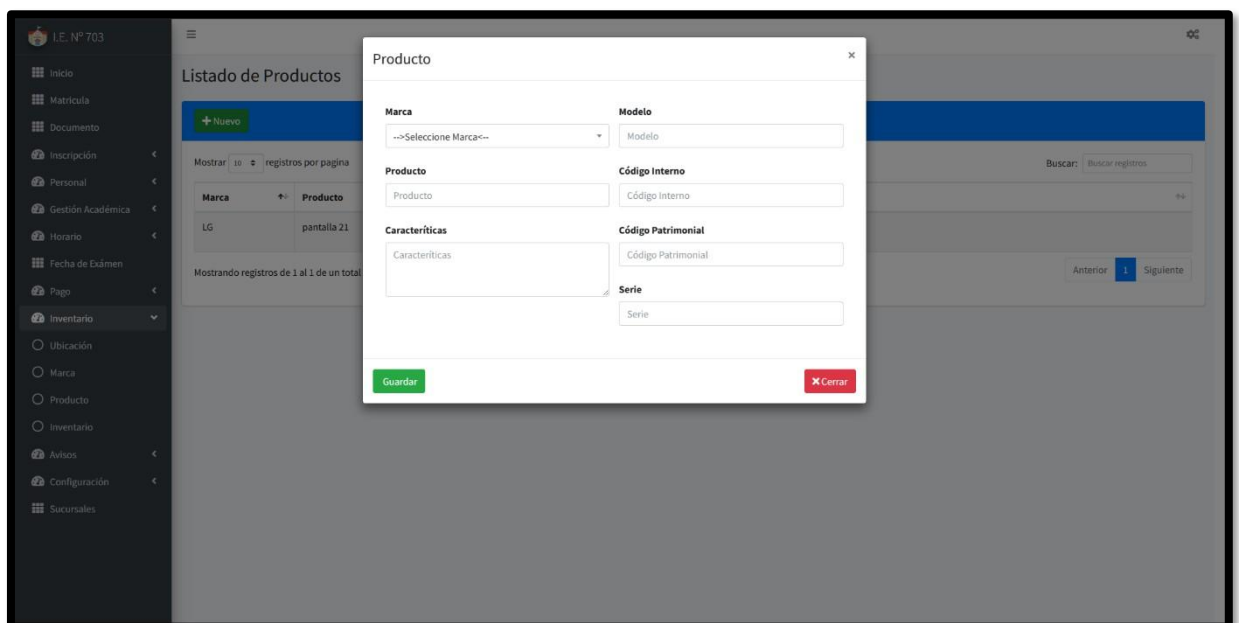 I.E. Nº 703
Inicio
Matricula
Documento
Inscripción
Personal
Gestión Académica
Horario
Fecha de Exámen
Pago
Inventario
Ubicación
Marca
Producto
Inventario
Avisos
Configuración
Sucursales
Listado de Productos
Nuevo
Mostrar 10 registros por pagina
Buscar: Buscar registros
Marca Producto
LG pantalla 21
Mostrando registros de 1 al 1 de un total
Anterior 1 Siguiente
Producto ×
Marca Modelo
-->Seleccione Marca<-- Modelo
Producto Código Interno
Producto Código Interno
Caracteríticas Código Patrimonial
Caracteríticas Código Patrimonial
Serie
Serie
Guardar Cerrar